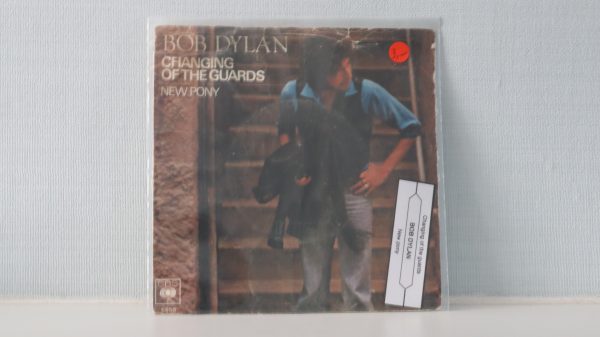 BOB DYLAN
CHANGING
OF THE GUARDS
NEW PONY
CBS
Changing of the guards
BOB DYLAN
New pony